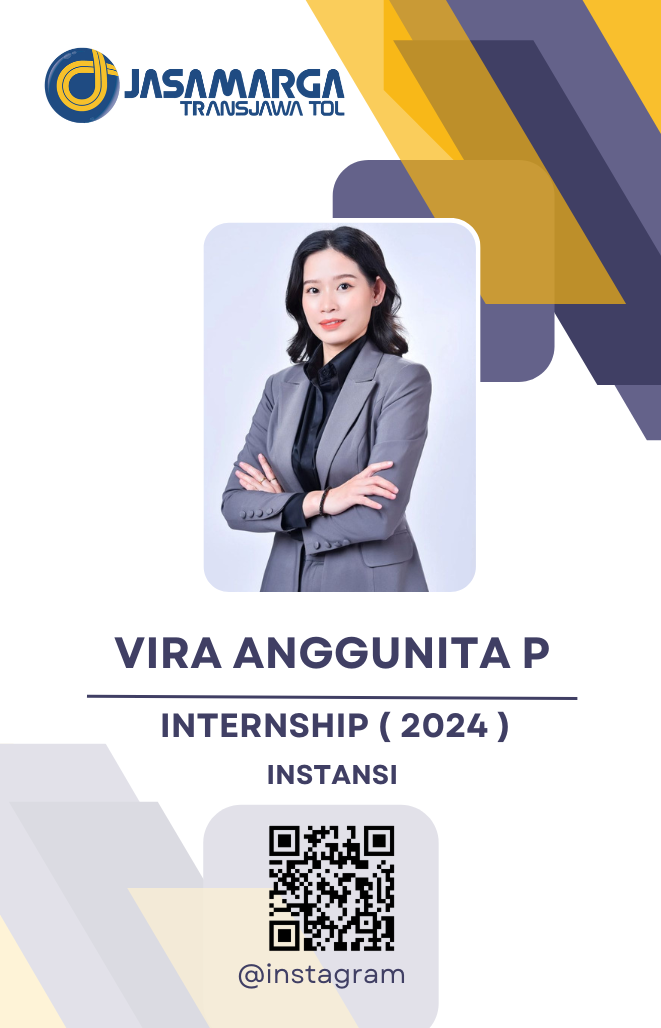 JASAMARGA
TRANSJAWA TOL
VIRA ANGGUNITA P
INTERNSHIP ( 2024 )
INSTANSI
@instagram